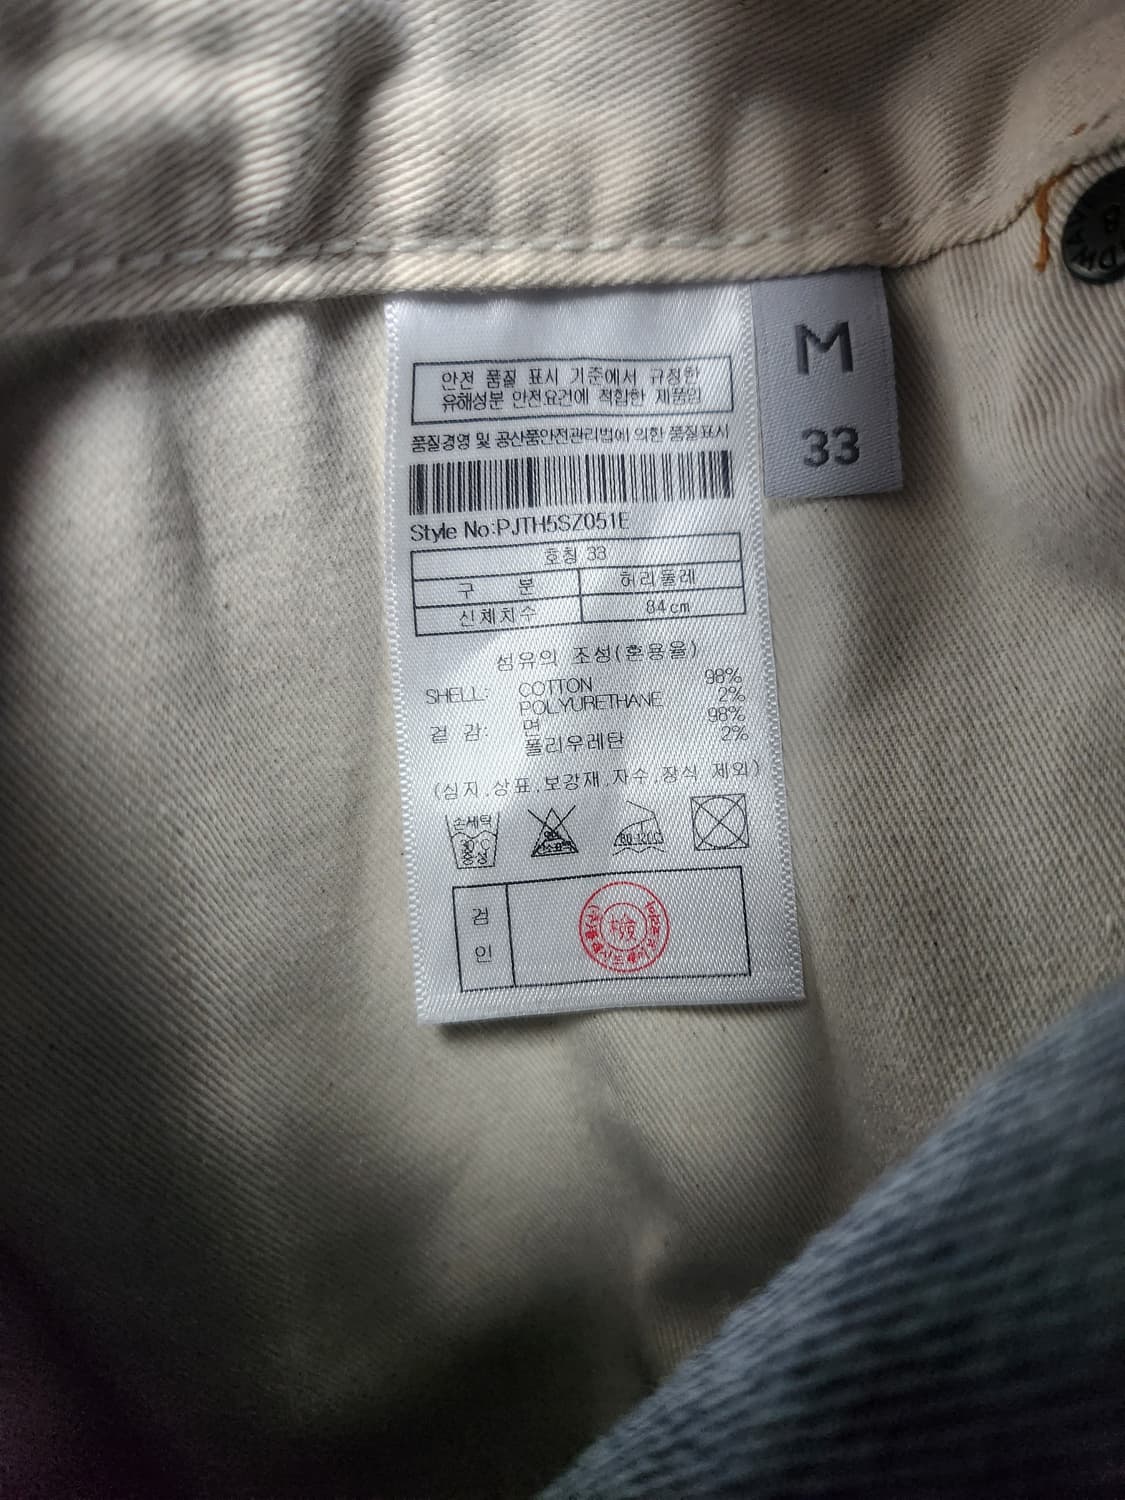 안전 품질 표시 기준에서 규정한
유해성분 안전요건에 적합한 제품임
품질경영 및 공산품안전관리법에 의한 품질표시
Style No:PJTH5SZ051E
호칭 33
구 분 허리둘레
신체치수 84cm
섬유의 조성(혼용율)
SHELL: COTTON 98%
POLYURETHANE 2%
겉 감: 면 98%
폴리우레탄 2%
(심지,상표,보강재,자수,장식 제외)
손세탁
중성
검
인
M
33